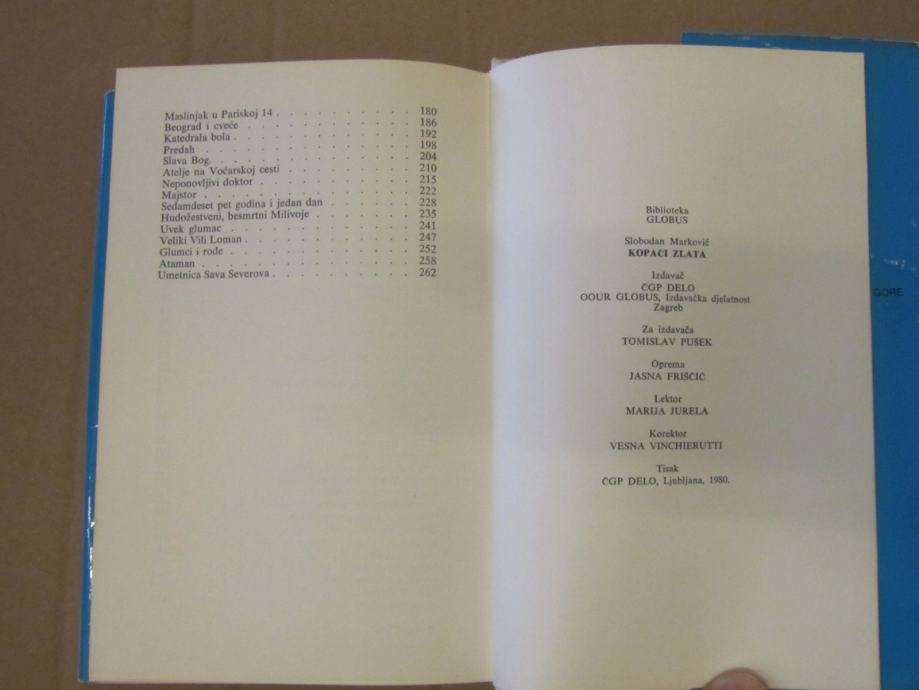 Maslinjak u Pariskoj 14 . . . . . . . . . . 180
Beograd i cveće . . . . . . . . . . . . 186
Katedrala bola . . . . . . . . . . . . . 192
Predah . . . . . . . . . . . . . . . 198
Slava Bog. . . . . . . . . . . . . . . 204
Atelje na Voćarskoj cesti . . . . . . . . . 210
Neponovljivi doktor . . . . . . . . . . . 215
Majstor . . . . . . . . . . . . . . . 222
Sedamdeset pet godina i jedan dan . . . . . . 228
Hudožestveni, besmrtni Milivoje . . . . . . . 235
Uvek glumac . . . . . . . . . . . . . 241
Veliki Vili Loman . . . . . . . . . . . . 247
Glumci i rode . . . . . . . . . . . . . 252
Ataman . . . . . . . . . . . . . . . 258
Umetnica Sava Severova . . . . . . . . . . 262
Biblioteka
GLOBUS
Slobodan Marković
KOPAČI ZLATA
Izdavač
ČGP DELO
OOUR GLOBUS, Izdavačka djelatnost
Zagreb
Za izdavača
TOMISLAV PUŠEK
Oprema
JASNA FRIŠČIĆ
Lektor
MARIJA JURELA
Korektor
VESNA VINCHIERUTTI
Tisak
ČGP DELO, Ljubljana, 1980.
GORE